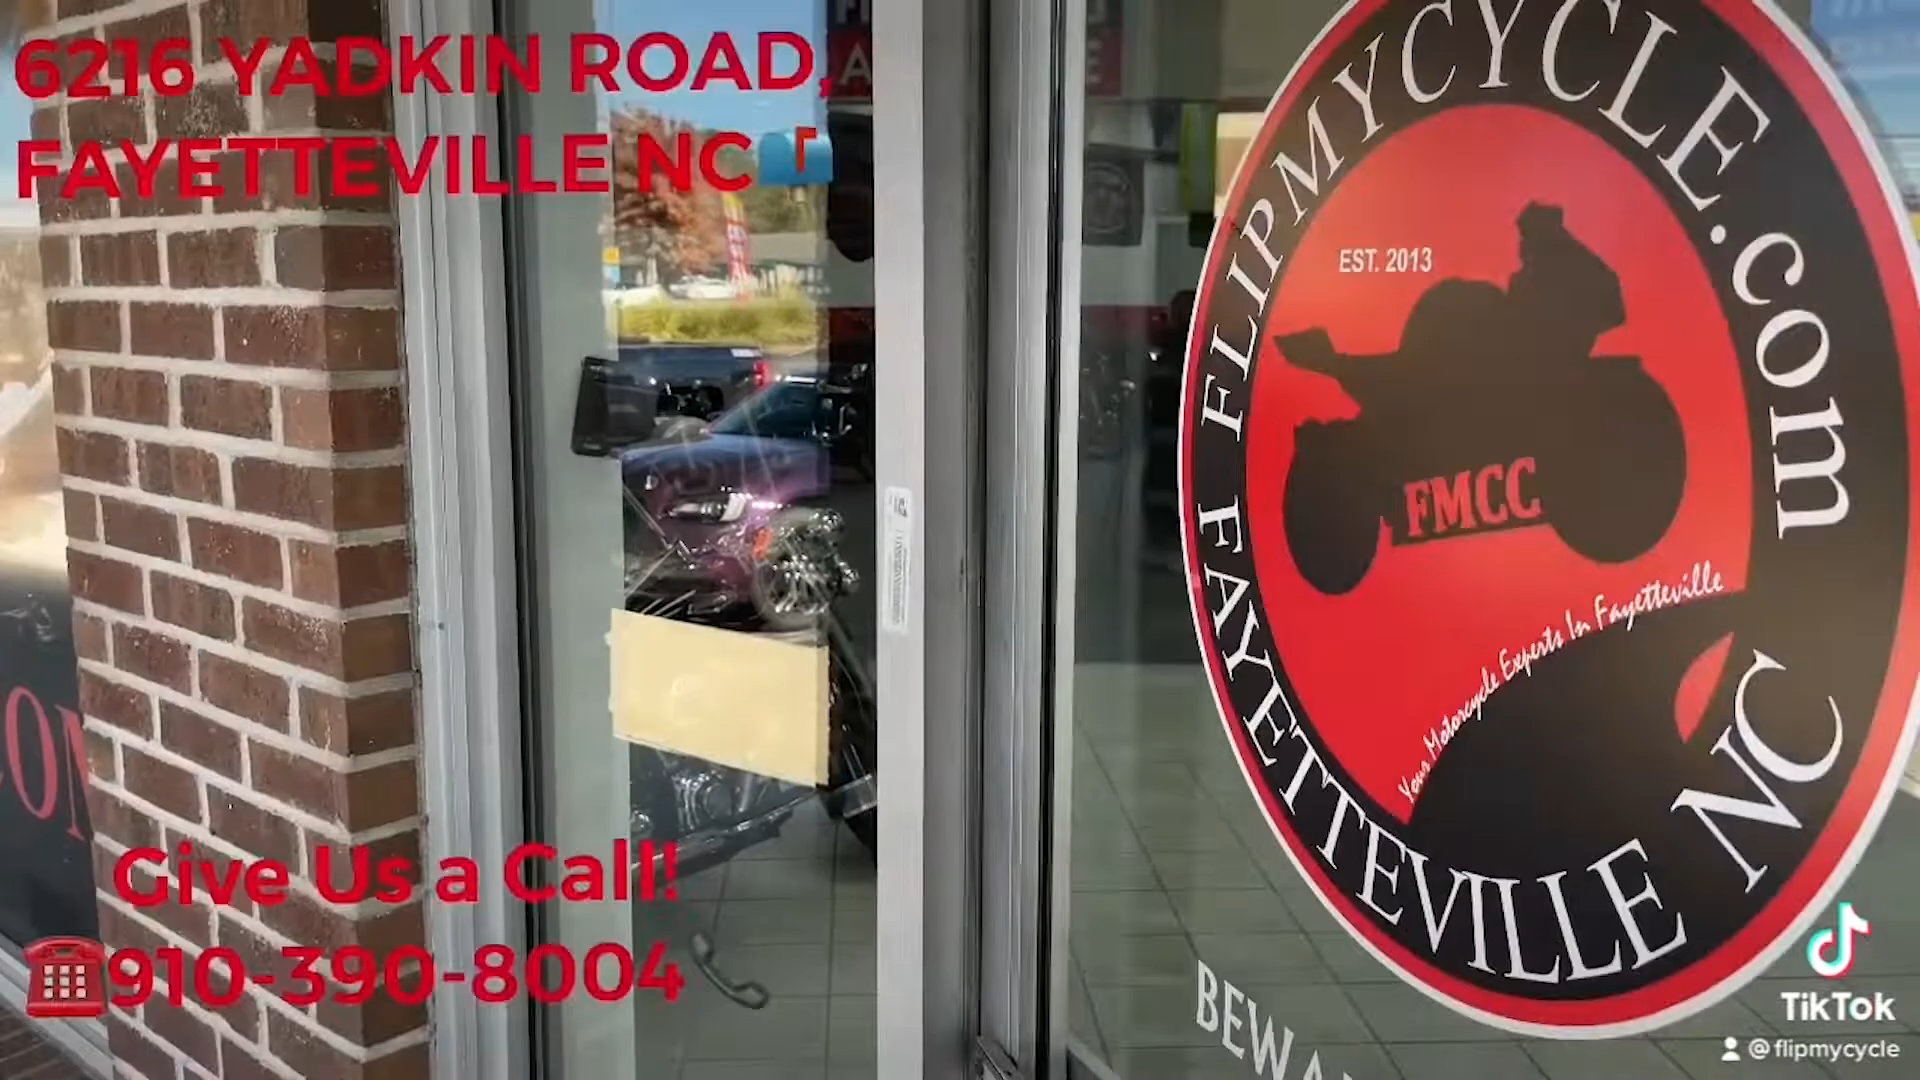 6216 YADKIN ROAD,
FAYETTEVILLE NC
FLIPMYCYCLE.com
EST. 2013
FMCC
Your Motorcycle Experts In Fayetteville
FAYETTEVILLE NC
Give Us a Call!
910-390-8004
TikTok
@flipmycycle